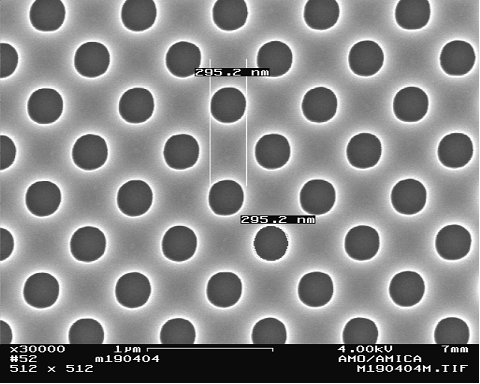 295.2 nm
295.2 nm
x30000 1µm 4.00kV 7mm
#52 m190404 AMO/AMICA
512 x 512 M190404M.TIF